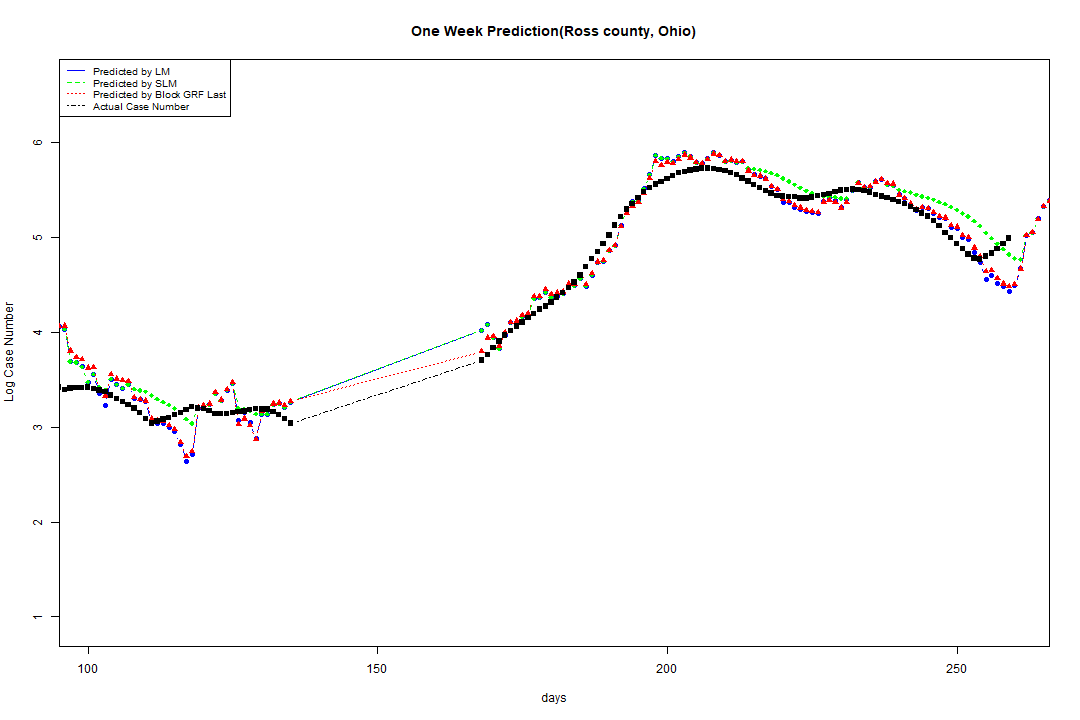 One Week Prediction(Ross county, Ohio)
Predicted by LM
Predicted by SLM
Predicted by Block GRF Last
Actual Case Number
Log Case Number
6
5
4
3
2
1
100 150 200 250
days